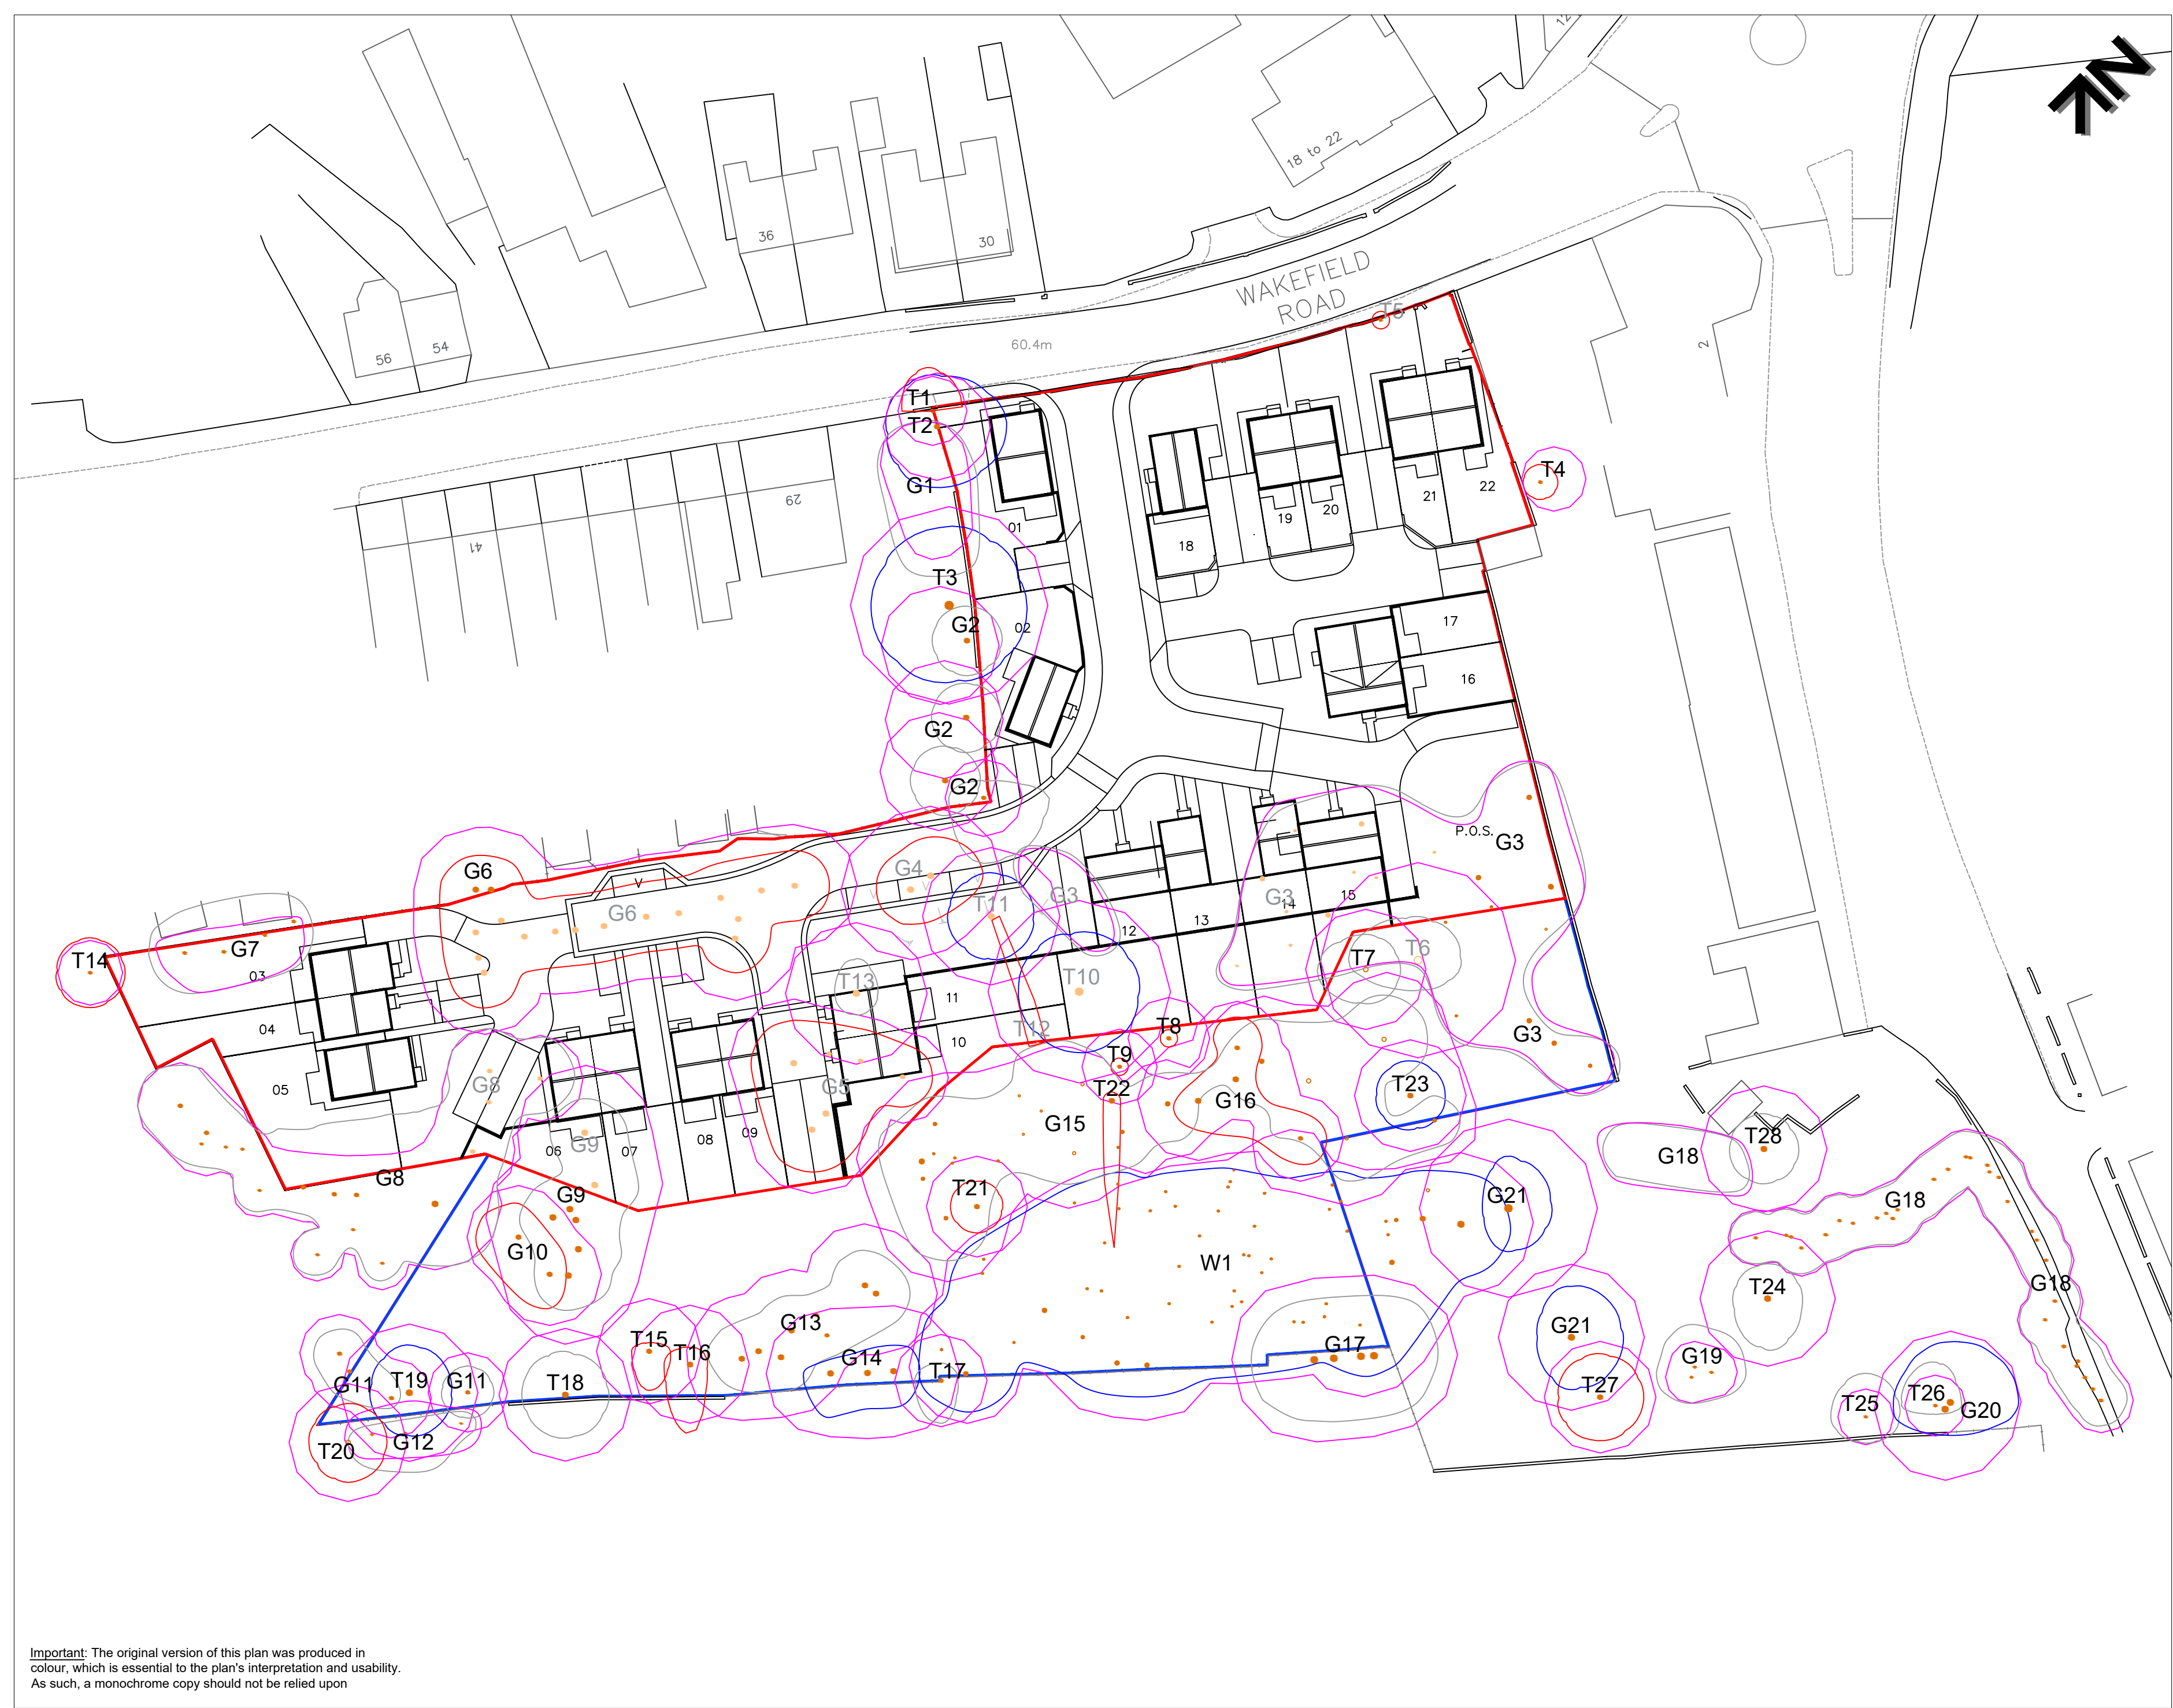 12
N
18 to 22
36
30
WAKEFIELD
ROAD
60.4m
56
54
2
T5
T1
T2
G1
01
29
41
T4
22
21
20
19
18
T3
G2
02
17
16
G2
G2
P.O.S.
G3
G6
V
G6
G4
G3
T11
G3
14
15
13
12
T7
T6
G7
03
T14
04
05
T13
11
10
T10
T12
T8
T9
T22
G3
T23
G16
G15
G8
G5
G9
06
07
08
09
G8
G9
G10
T21
W1
G21
G18
T28
G18
T24
G18
G21
G13
T15
T16
G14
T17
G17
G19
T27
T25
T26
G20
G11
T19
G11
T18
T20
G12
Important: The original version of this plan was produced in
colour, which is essential to the plan's interpretation and usability.
As such, a monochrome copy should not be relied upon